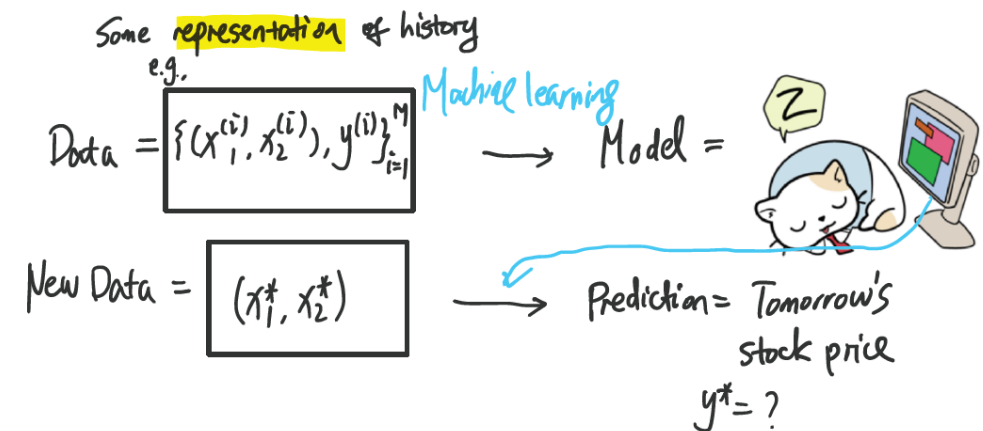 Some representation of history
e.g.,
Machine learning
Data = {(x₁⁽ⁱ⁾, x₂⁽ⁱ⁾), y⁽ⁱ⁾}ᵢ₌₁ᴹ → Model =
Z
New Data = (x₁*, x₂*) → Prediction = Tomorrow's
stock price
y* = ?